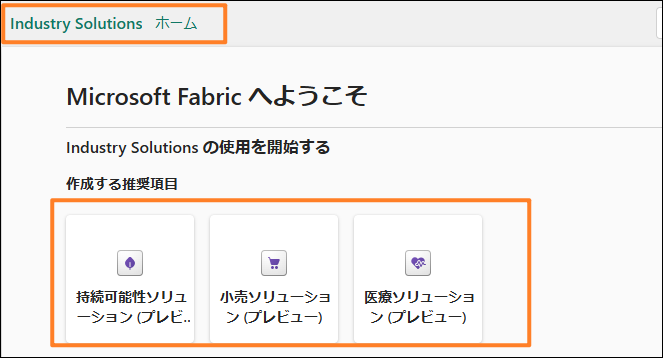 Industry Solutions ホーム
Microsoft Fabric へようこそ
Industry Solutions の使用を開始する
作成する推奨項目
持続可能性ソリュ
ーション (プレビ..
小売ソリューショ
ン (プレビュー)
医療ソリューショ
ン (プレビュー)